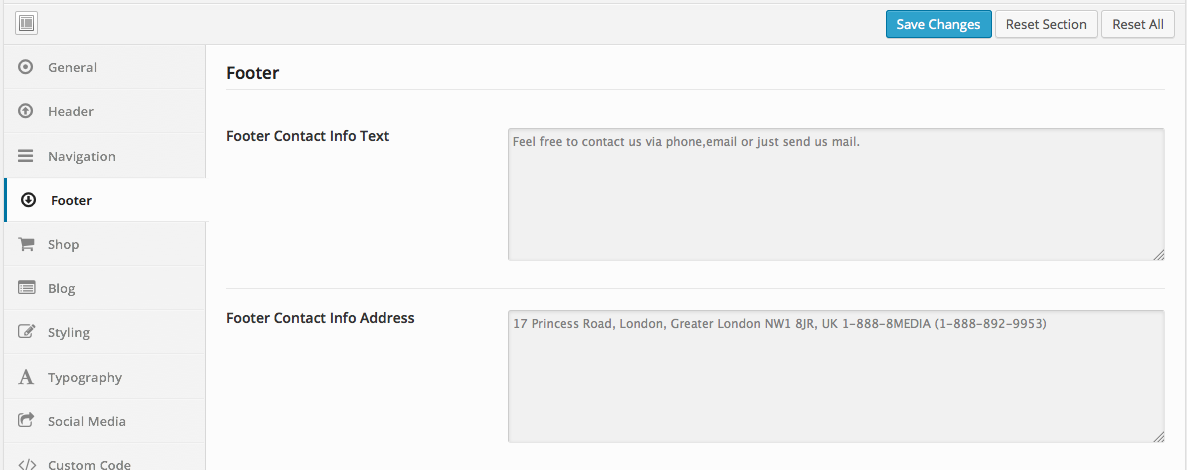 Save Changes Reset Section Reset All
General
Header
Navigation
Footer
Shop
Blog
Styling
Typography
Social Media
Custom Code
Footer
Footer Contact Info Text
Feel free to contact us via phone,email or just send us mail.
Footer Contact Info Address
17 Princess Road, London, Greater London NW1 8JR, UK 1-888-8MEDIA (1-888-892-9953)